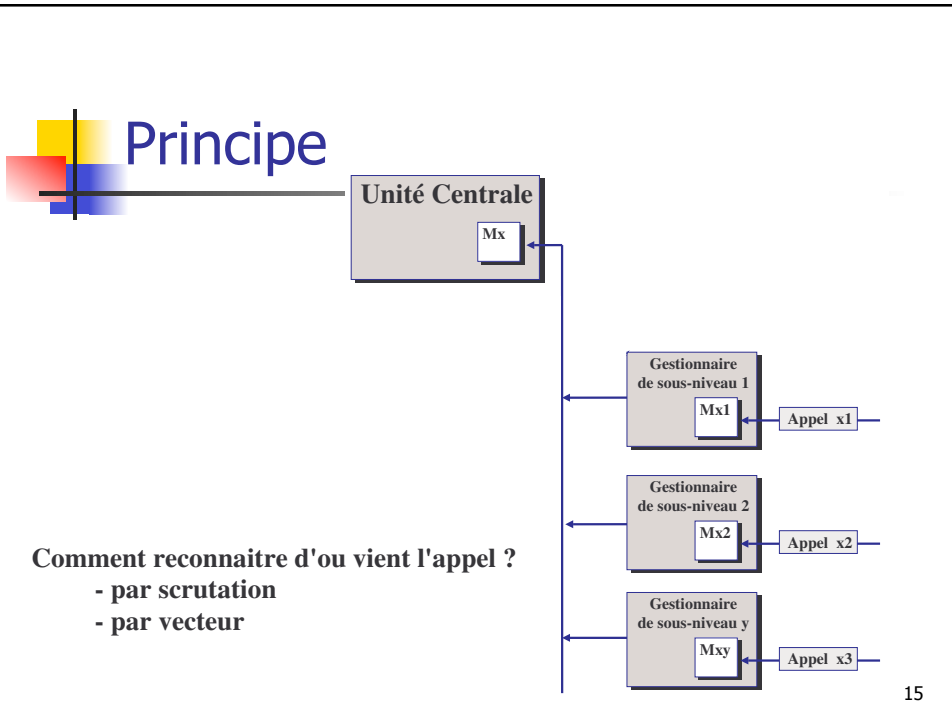 Principe
Unité Centrale
Mx
Gestionnaire
de sous-niveau 1
Mx1
Appel x1
Gestionnaire
de sous-niveau 2
Mx2
Appel x2
Comment reconnaitre d'ou vient l'appel ?
- par scrutation
- par vecteur
Gestionnaire
de sous-niveau y
Mxy
Appel x3
15